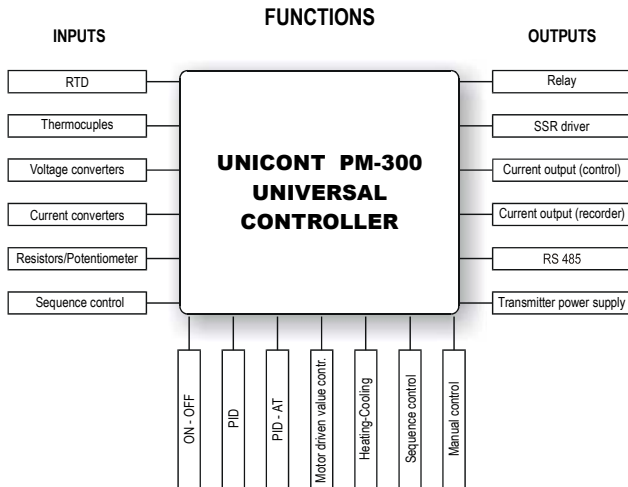 FUNCTIONS
INPUTS
OUTPUTS
RTD
Thermocuples
Voltage converters
Current converters
Resistors/Potentiometer
Sequence control
UNICONT PM-300
UNIVERSAL
CONTROLLER
Relay
SSR driver
Current output (control)
Current output (recorder)
RS 485
Transmitter power supply
ON - OFF
PID
PID - AT
Motor driven value contr.
Heating-Cooling
Sequence control
Manual control